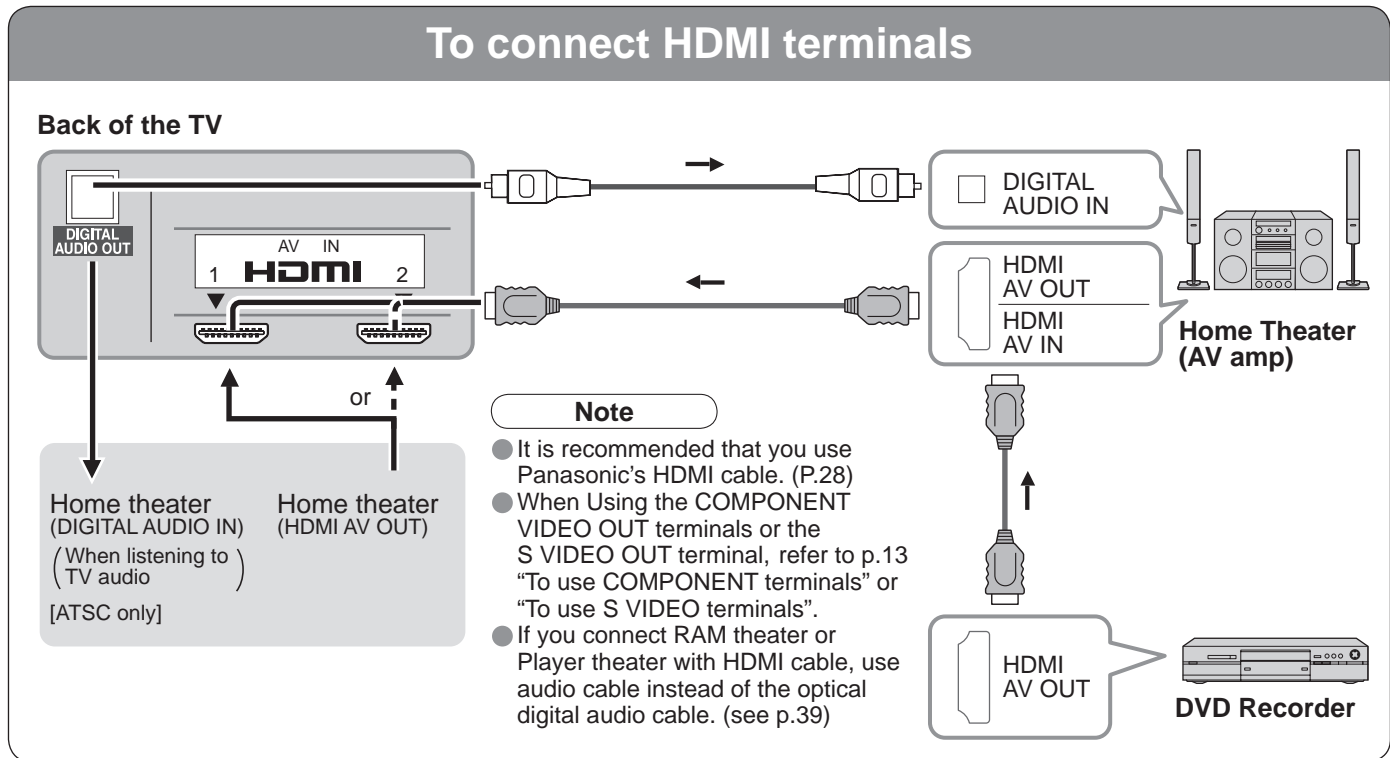 To connect HDMI terminals
Back of the TV
DIGITAL
AUDIO OUT
AV IN
1 HDMI 2
DIGITAL
AUDIO IN
HDMI
AV OUT
HDMI
AV IN
Home Theater
(AV amp)
or
Home theater
(DIGITAL AUDIO IN)
(When listening to
TV audio)
[ATSC only]
Home theater
(HDMI AV OUT)
Note
●It is recommended that you use
Panasonic's HDMI cable. (P.28)
●When Using the COMPONENT
VIDEO OUT terminals or the
S VIDEO OUT terminal, refer to p.13
“To use COMPONENT terminals” or
“To use S VIDEO terminals”.
●If you connect RAM theater or
Player theater with HDMI cable, use
audio cable instead of the optical
digital audio cable. (see p.39)
HDMI
AV OUT
DVD Recorder